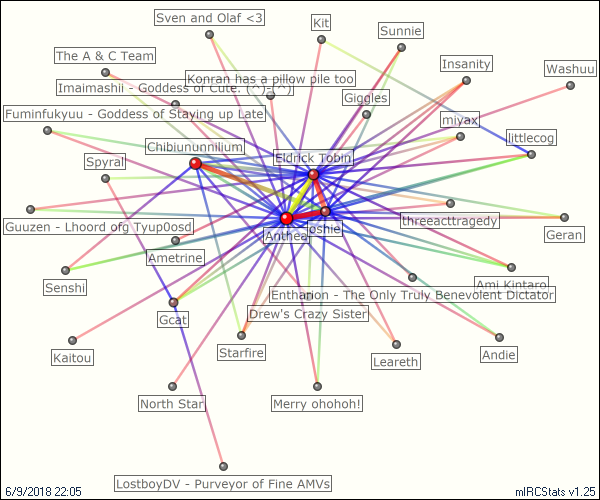 Sven and Olaf <3
Kit
Sunnie
The A & C Team
Insanity
Washuu
Konran has a pillow pile too
Imaimashii - Goddess of Cute. (^)-(^)
Giggles
Fuminfukyuu - Goddess of Staying up Late
miyax
littlecog
Chibiununnilium
Eldrick Tobin
Spyral
Guuzen - Lhoord ofg Tyup0osd
threeacttragedy
Geran
Anthea
Ametrine
Senshi
Ami Kintaro
Entharion - The Only Truly Benevolent Dictator
Drew's Crazy Sister
Gcat
Starfire
Kaitou
Leareth
Andie
North Star
Merry ohohoh!
LostboyDV - Purveyor of Fine AMVs
6/9/2018 22:05
mIRCStats v1.25